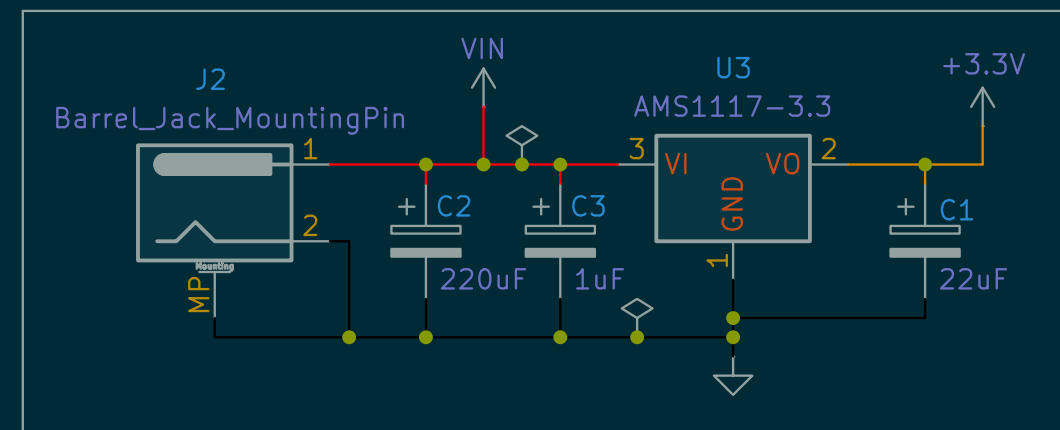 VIN
J2
Barrel_Jack_MountingPin
1
2
Mounting
MP
+ C2
220uF
+ C3
1uF
U3
AMS1117-3.3
3
VI
VO
2
GND
1
+3.3V
+ C1
22uF